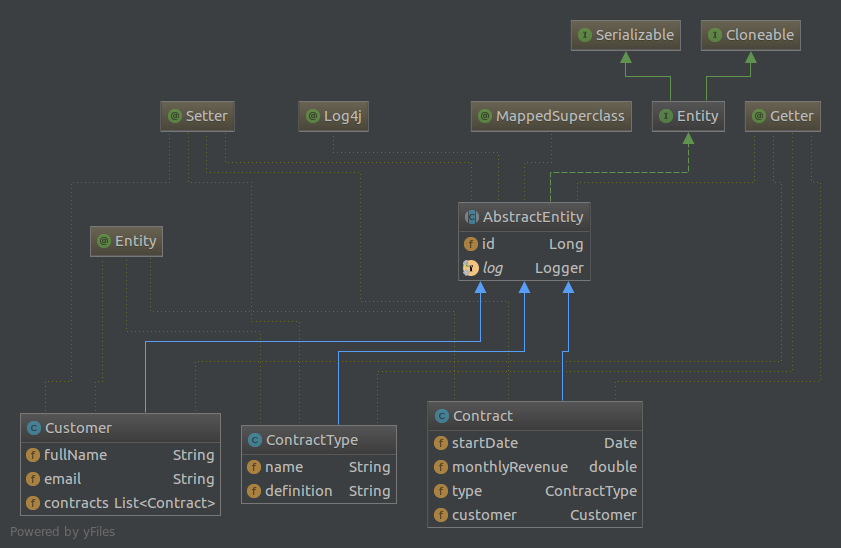 Serializable
Cloneable
Setter
Log4j
MappedSuperclass
Entity
Getter
AbstractEntity
id Long
log Logger
Entity
Customer
fullName String
email String
contracts List<Contract>
ContractType
name String
definition String
Contract
startDate Date
monthlyRevenue double
type ContractType
customer Customer
Powered by yFiles